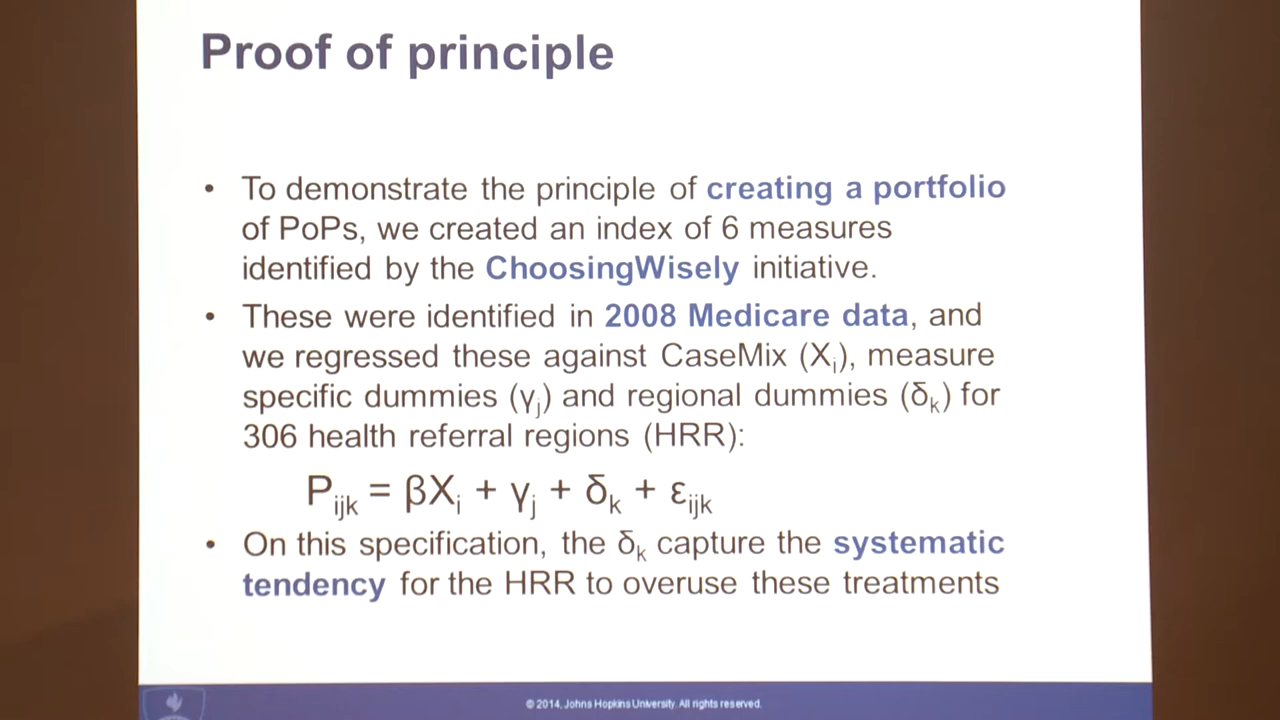 Proof of principle
• To demonstrate the principle of creating a portfolio
of PoPs, we created an index of 6 measures
identified by the ChoosingWisely initiative.
• These were identified in 2008 Medicare data, and
we regressed these against CaseMix (Xᵢ), measure
specific dummies (γⱼ) and regional dummies (δₖ) for
306 health referral regions (HRR):
Pᵢⱼₖ = βXᵢ + γⱼ + δₖ + εᵢⱼₖ
• On this specification, the δₖ capture the systematic
tendency for the HRR to overuse these treatments
© 2014, Johns Hopkins University. All rights reserved.